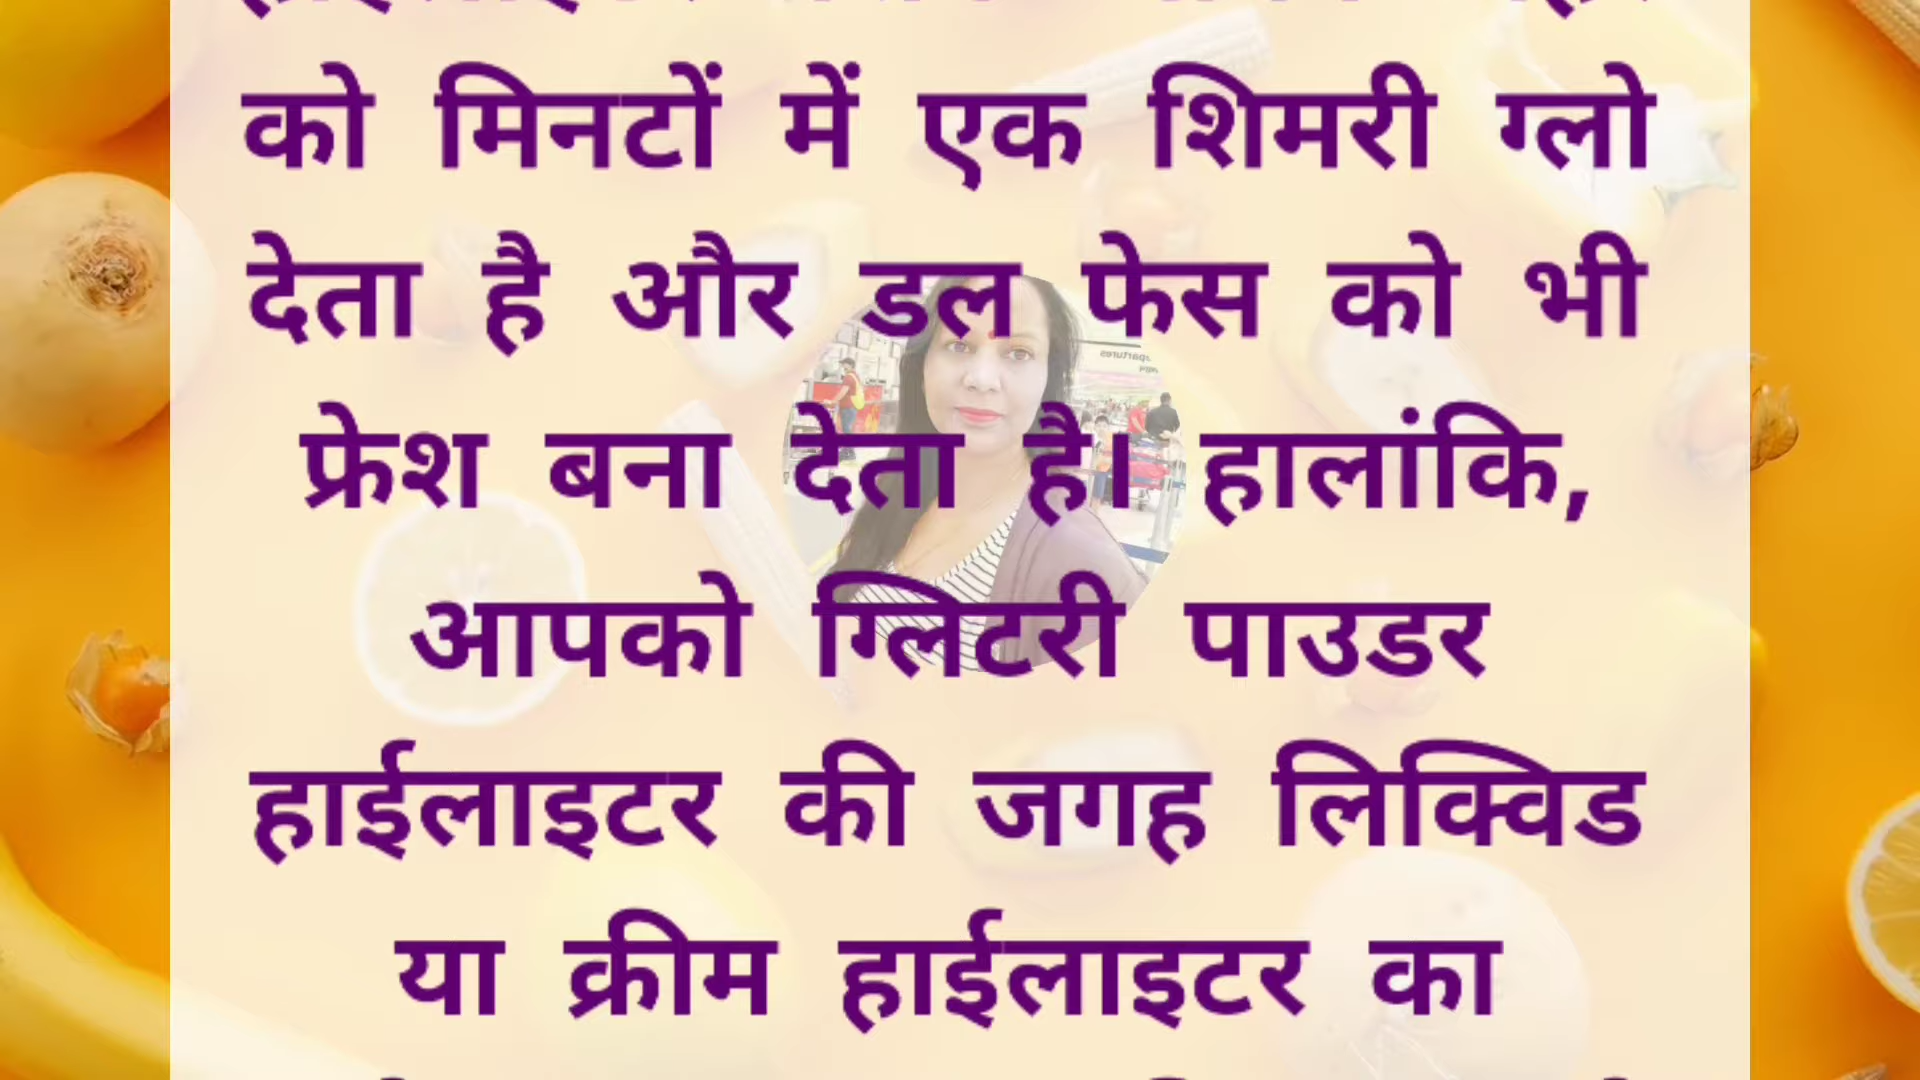 को मिनटों में एक शिमरी ग्लो
देता है और डल फेस को भी
फ्रेश बना देता है। हालांकि,
आपको ग्लिटरी पाउडर
हाईलाइटर की जगह लिक्विड
या क्रीम हाईलाइटर का